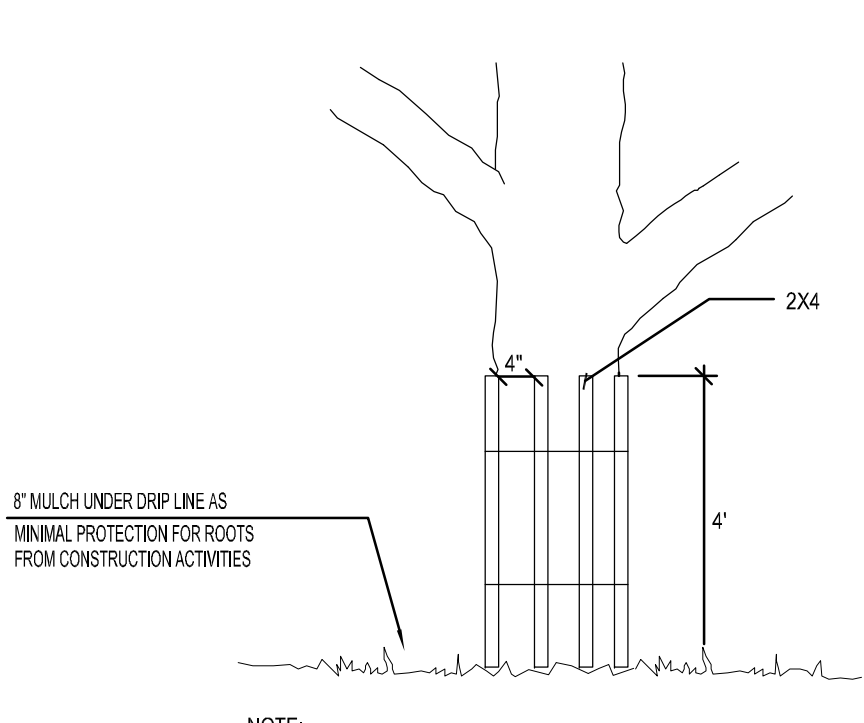 2X4
4"
8" MULCH UNDER DRIP LINE AS
MINIMAL PROTECTION FOR ROOTS
FROM CONSTRUCTION ACTIVITIES
4'
NOTE: